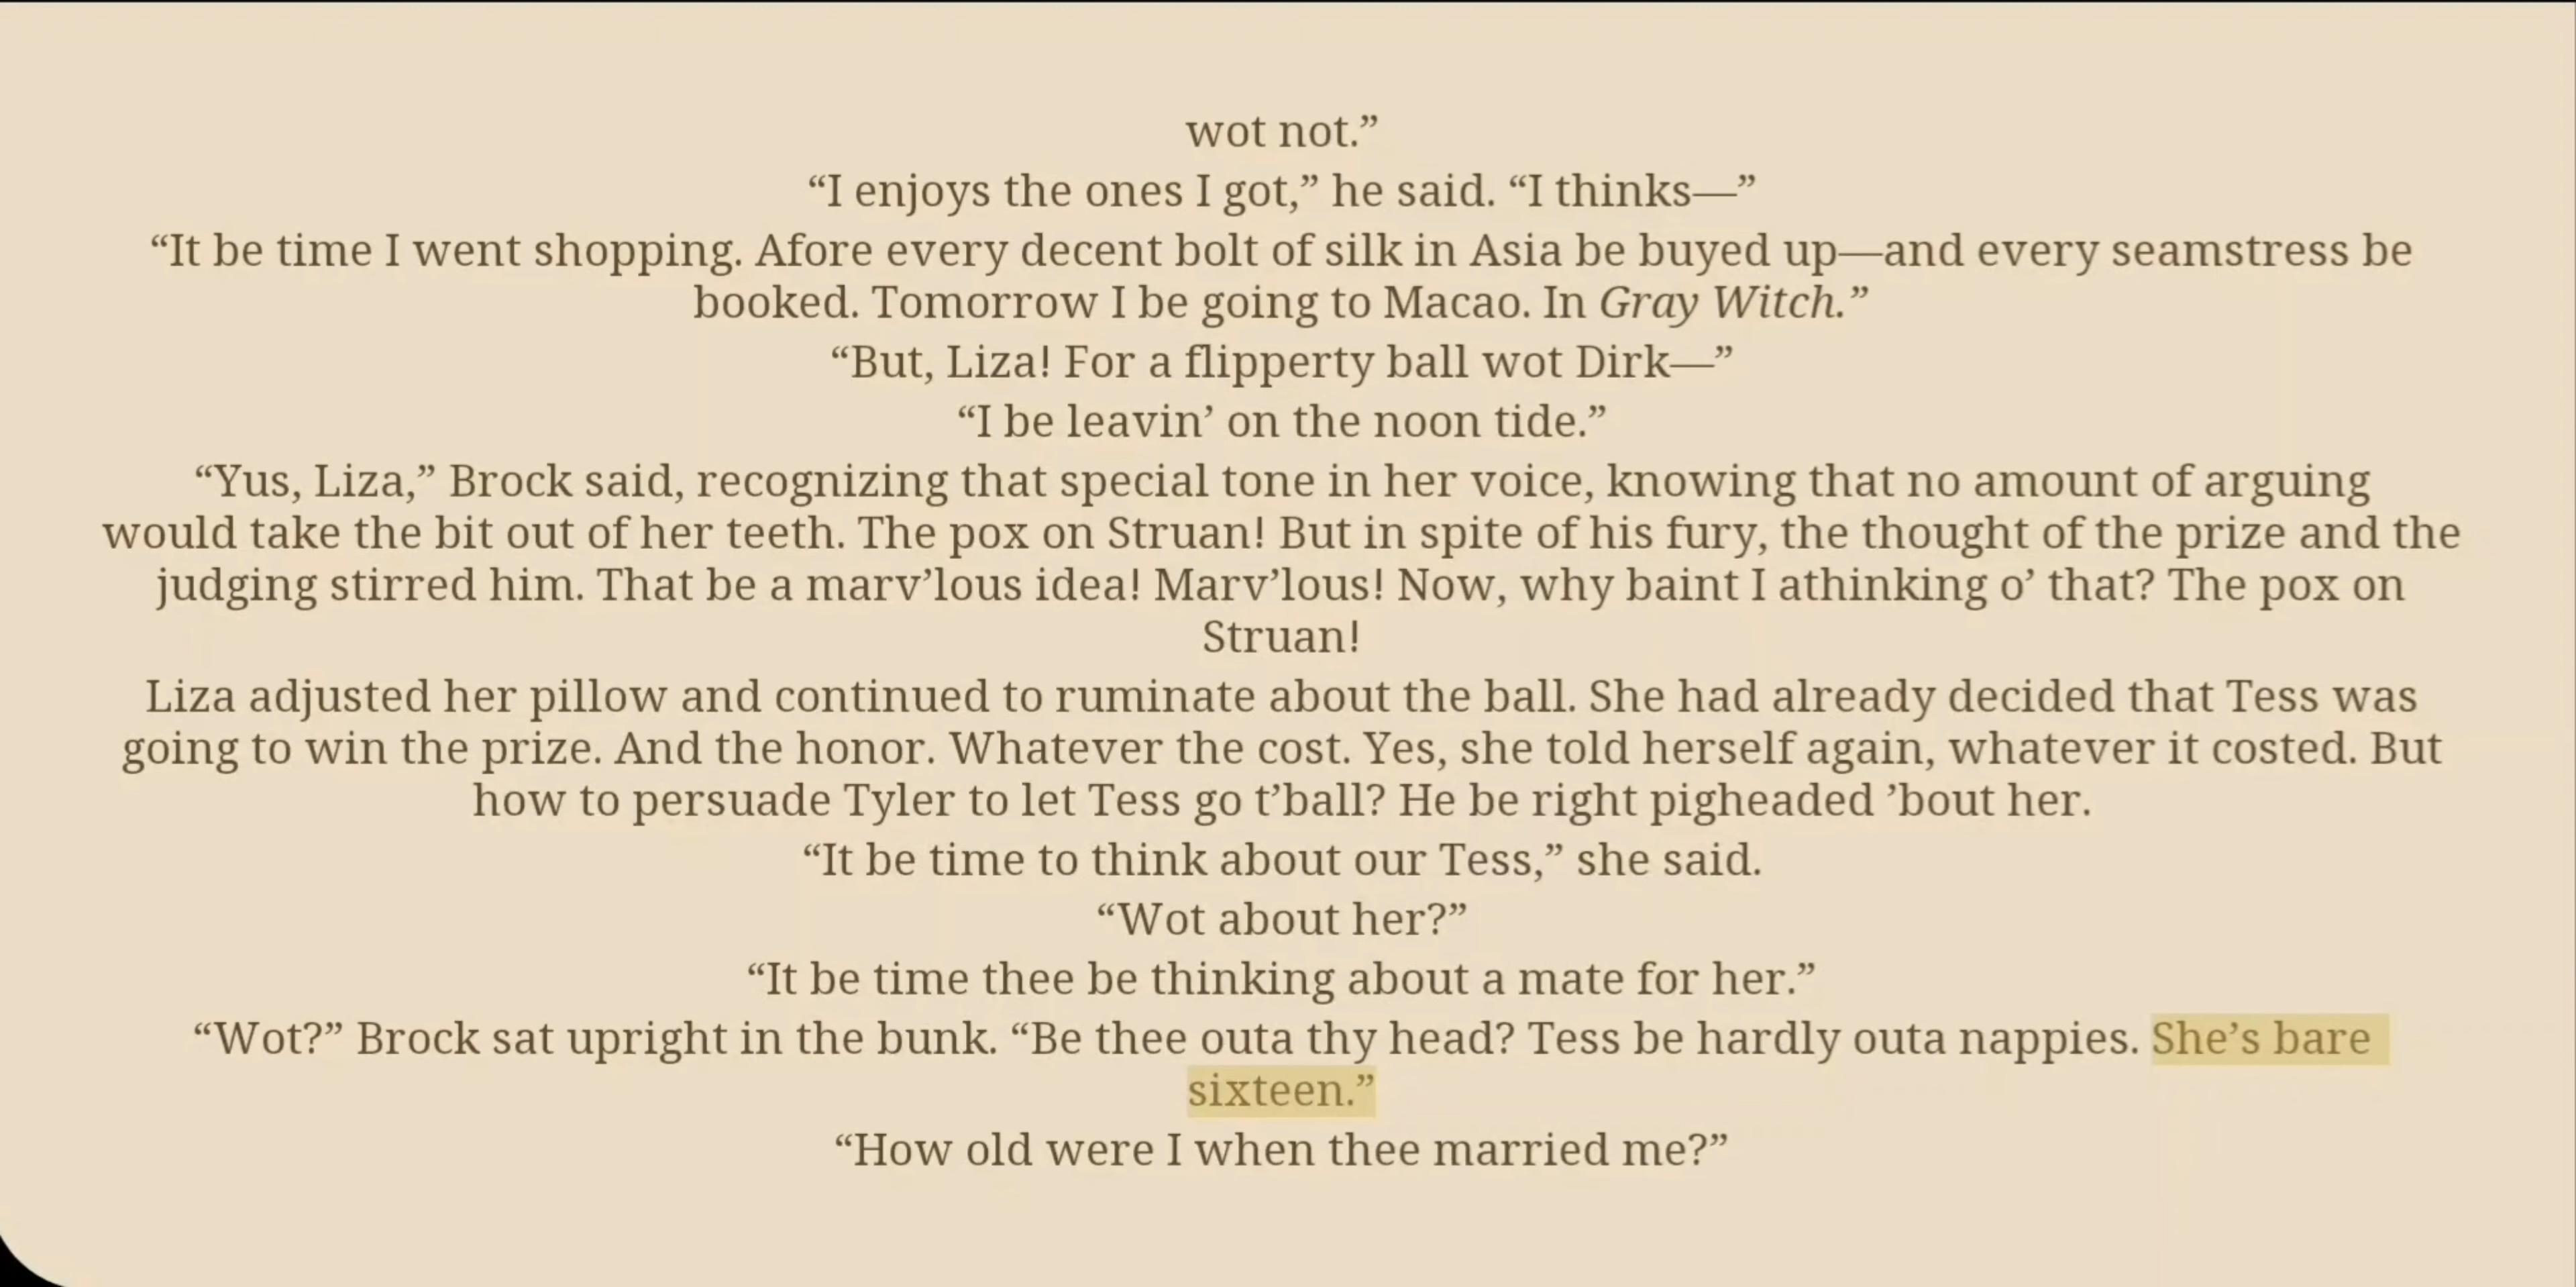 wot not.”
“I enjoys the ones I got,” he said. “I thinks—”
“It be time I went shopping. Afore every decent bolt of silk in Asia be buyed up—and every seamstress be
booked. Tomorrow I be going to Macao. In Gray Witch.”
“But, Liza! For a flipperty ball wot Dirk—”
“I be leavin’ on the noon tide.”
“Yus, Liza,” Brock said, recognizing that special tone in her voice, knowing that no amount of arguing
would take the bit out of her teeth. The pox on Struan! But in spite of his fury, the thought of the prize and the
judging stirred him. That be a marv’lous idea! Marv’lous! Now, why baint I athinking o’ that? The pox on
Struan!
Liza adjusted her pillow and continued to ruminate about the ball. She had already decided that Tess was
going to win the prize. And the honor. Whatever the cost. Yes, she told herself again, whatever it costed. But
how to persuade Tyler to let Tess go t’ball? He be right pigheaded ’bout her.
“It be time to think about our Tess,” she said.
“Wot about her?”
“It be time thee be thinking about a mate for her.”
“Wot?” Brock sat upright in the bunk. “Be thee outa thy head? Tess be hardly outa nappies. She’s bare
sixteen.”
“How old were I when thee married me?”